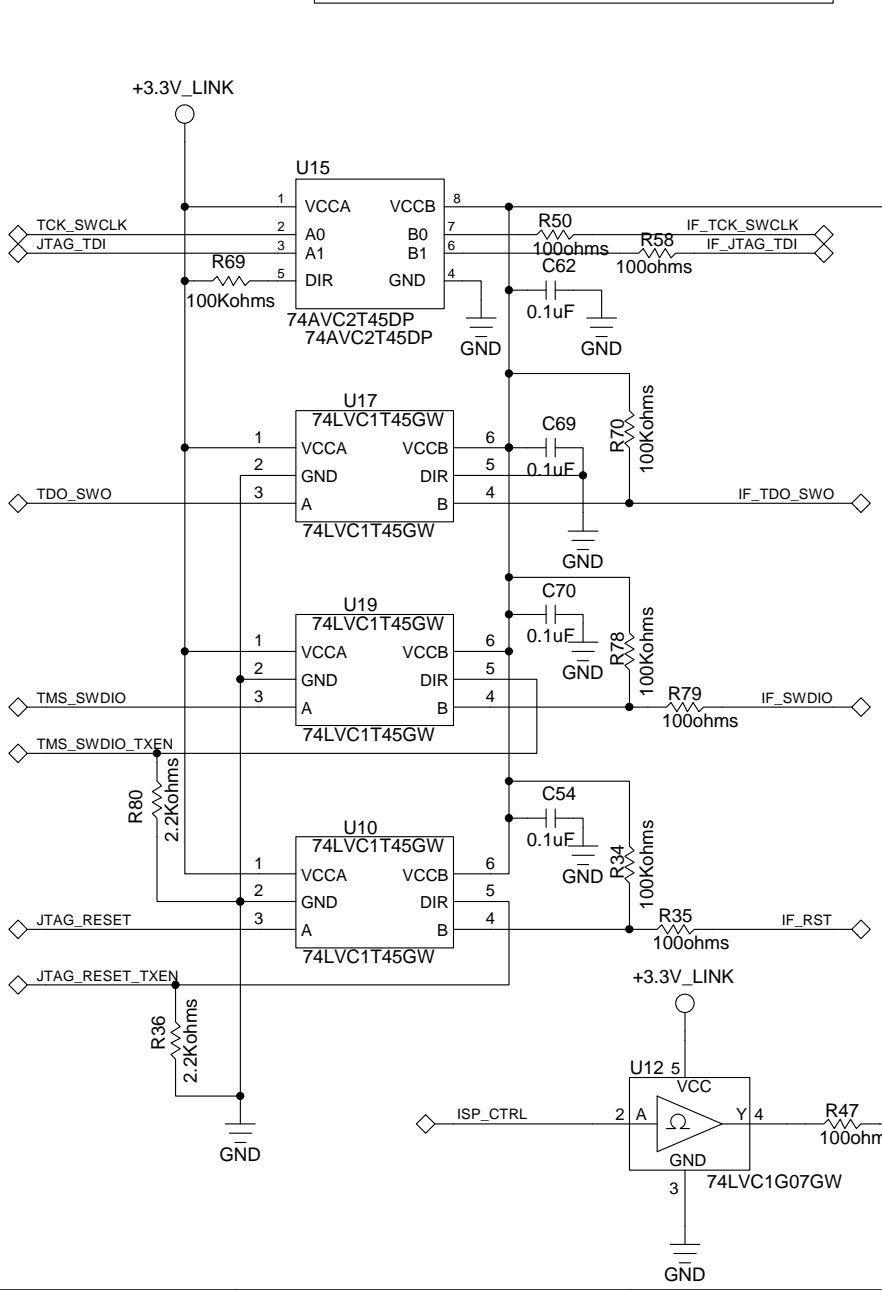 +3.3V_LINK
U15
1 VCCA VCCB 8
TCK_SWCLK 2 A0 B0 7 R50 100ohms IF_TCK_SWCLK
JTAG_TDI 3 A1 B1 6 R58 100ohms IF_JTAG_TDI
R69 100Kohms 5 DIR GND 4
C62
0.1uF
74AVC2T45DP
74AVC2T45DP
GND
GND
U17
74LVC1T45GW
1 VCCA VCCB 6
2 GND DIR 5
TDO_SWO 3 A B 4 IF_TDO_SWO
74LVC1T45GW
C69
0.1uF
GND
R70
100Kohms
U19
74LVC1T45GW
1 VCCA VCCB 6
2 GND DIR 5
TMS_SWDIO 3 A B 4 R79 100ohms IF_SWDIO
74LVC1T45GW
C70
0.1uF
GND
R78
100Kohms
TMS_SWDIO_TXEN
R80
2.2Kohms
U10
74LVC1T45GW
1 VCCA VCCB 6
2 GND DIR 5
JTAG_RESET 3 A B 4 R35 100ohms IF_RST
74LVC1T45GW
C54
0.1uF
GND
R34
100Kohms
JTAG_RESET_TXEN
R36
2.2Kohms
GND
+3.3V_LINK
U12 5
VCC
ISP_CTRL 2 A Ω Y 4 R47
GND
3
74LVC1G07GW
GND